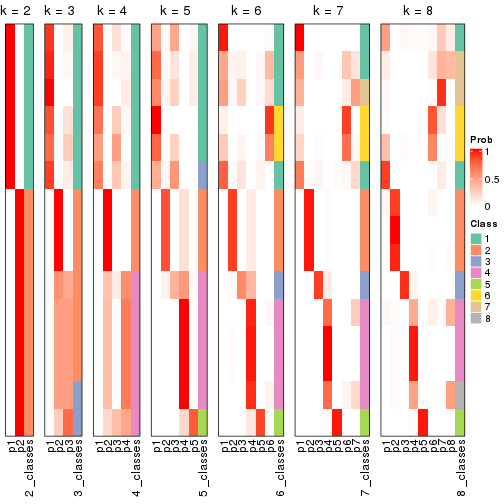 k = 2 k = 3 k = 4 k = 5 k = 6 k = 7 k = 8
Prob
1
0.5
0
Class
1
2
3
4
5
6
7
8
p1 p2 2_classes
p1 p2 p3 3_classes
p1 p2 p3 p4 4_classes
p1 p2 p3 p4 p5 5_classes
p1 p2 p3 p4 p5 p6 6_classes
p1 p2 p3 p4 p5 p6 p7 7_classes
p1 p2 p3 p4 p5 p6 p7 p8 8_classes